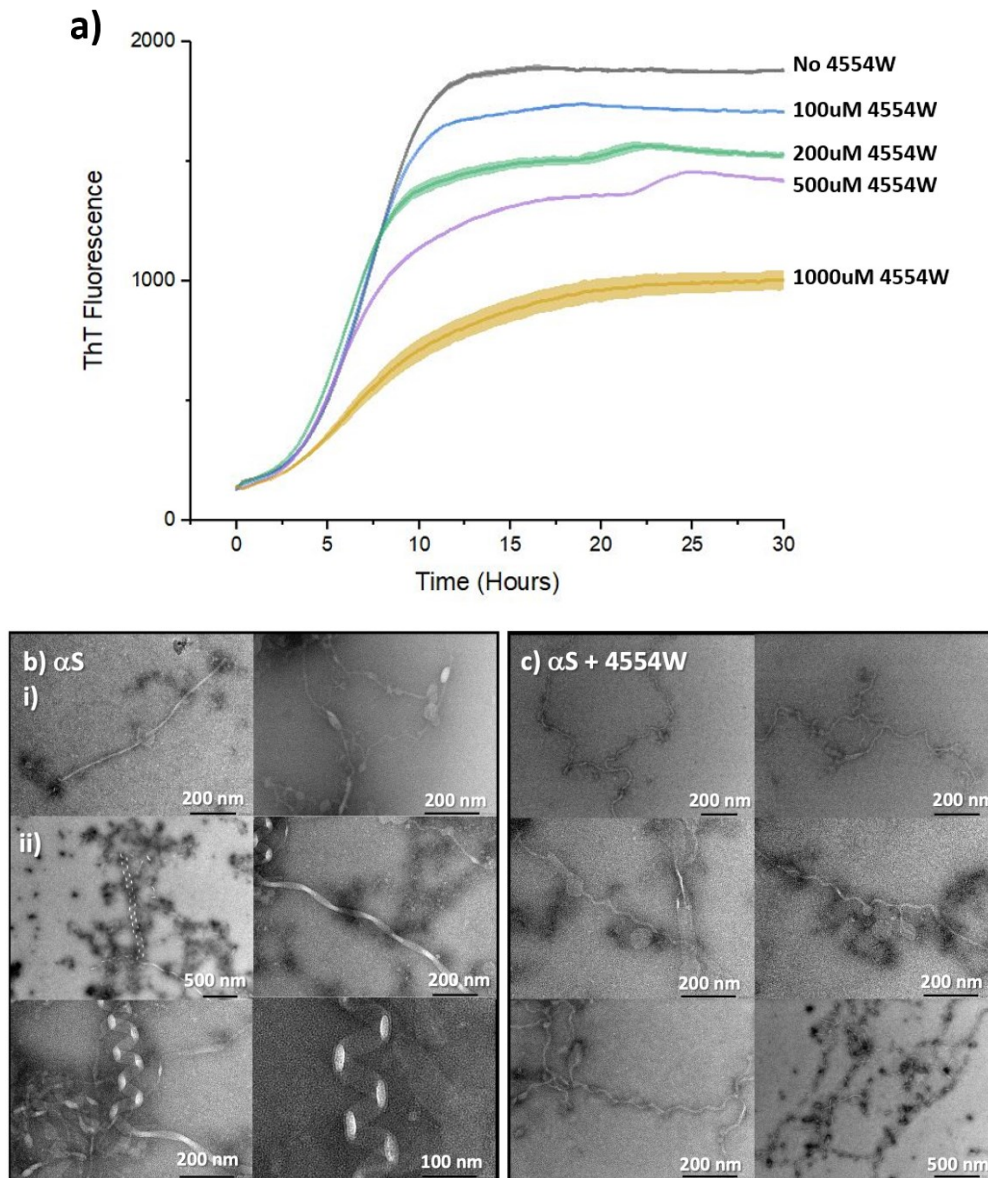 a)
2000
1000
0
ThT Fluorescence
0 5 10 15 20 25 30
Time (Hours)
No 4554W
100uM 4554W
200uM 4554W
500uM 4554W
1000uM 4554W
b) αS
i)
200 nm
200 nm
ii)
500 nm
200 nm
200 nm
100 nm
c) αS + 4554W
200 nm
200 nm
200 nm
200 nm
200 nm
500 nm